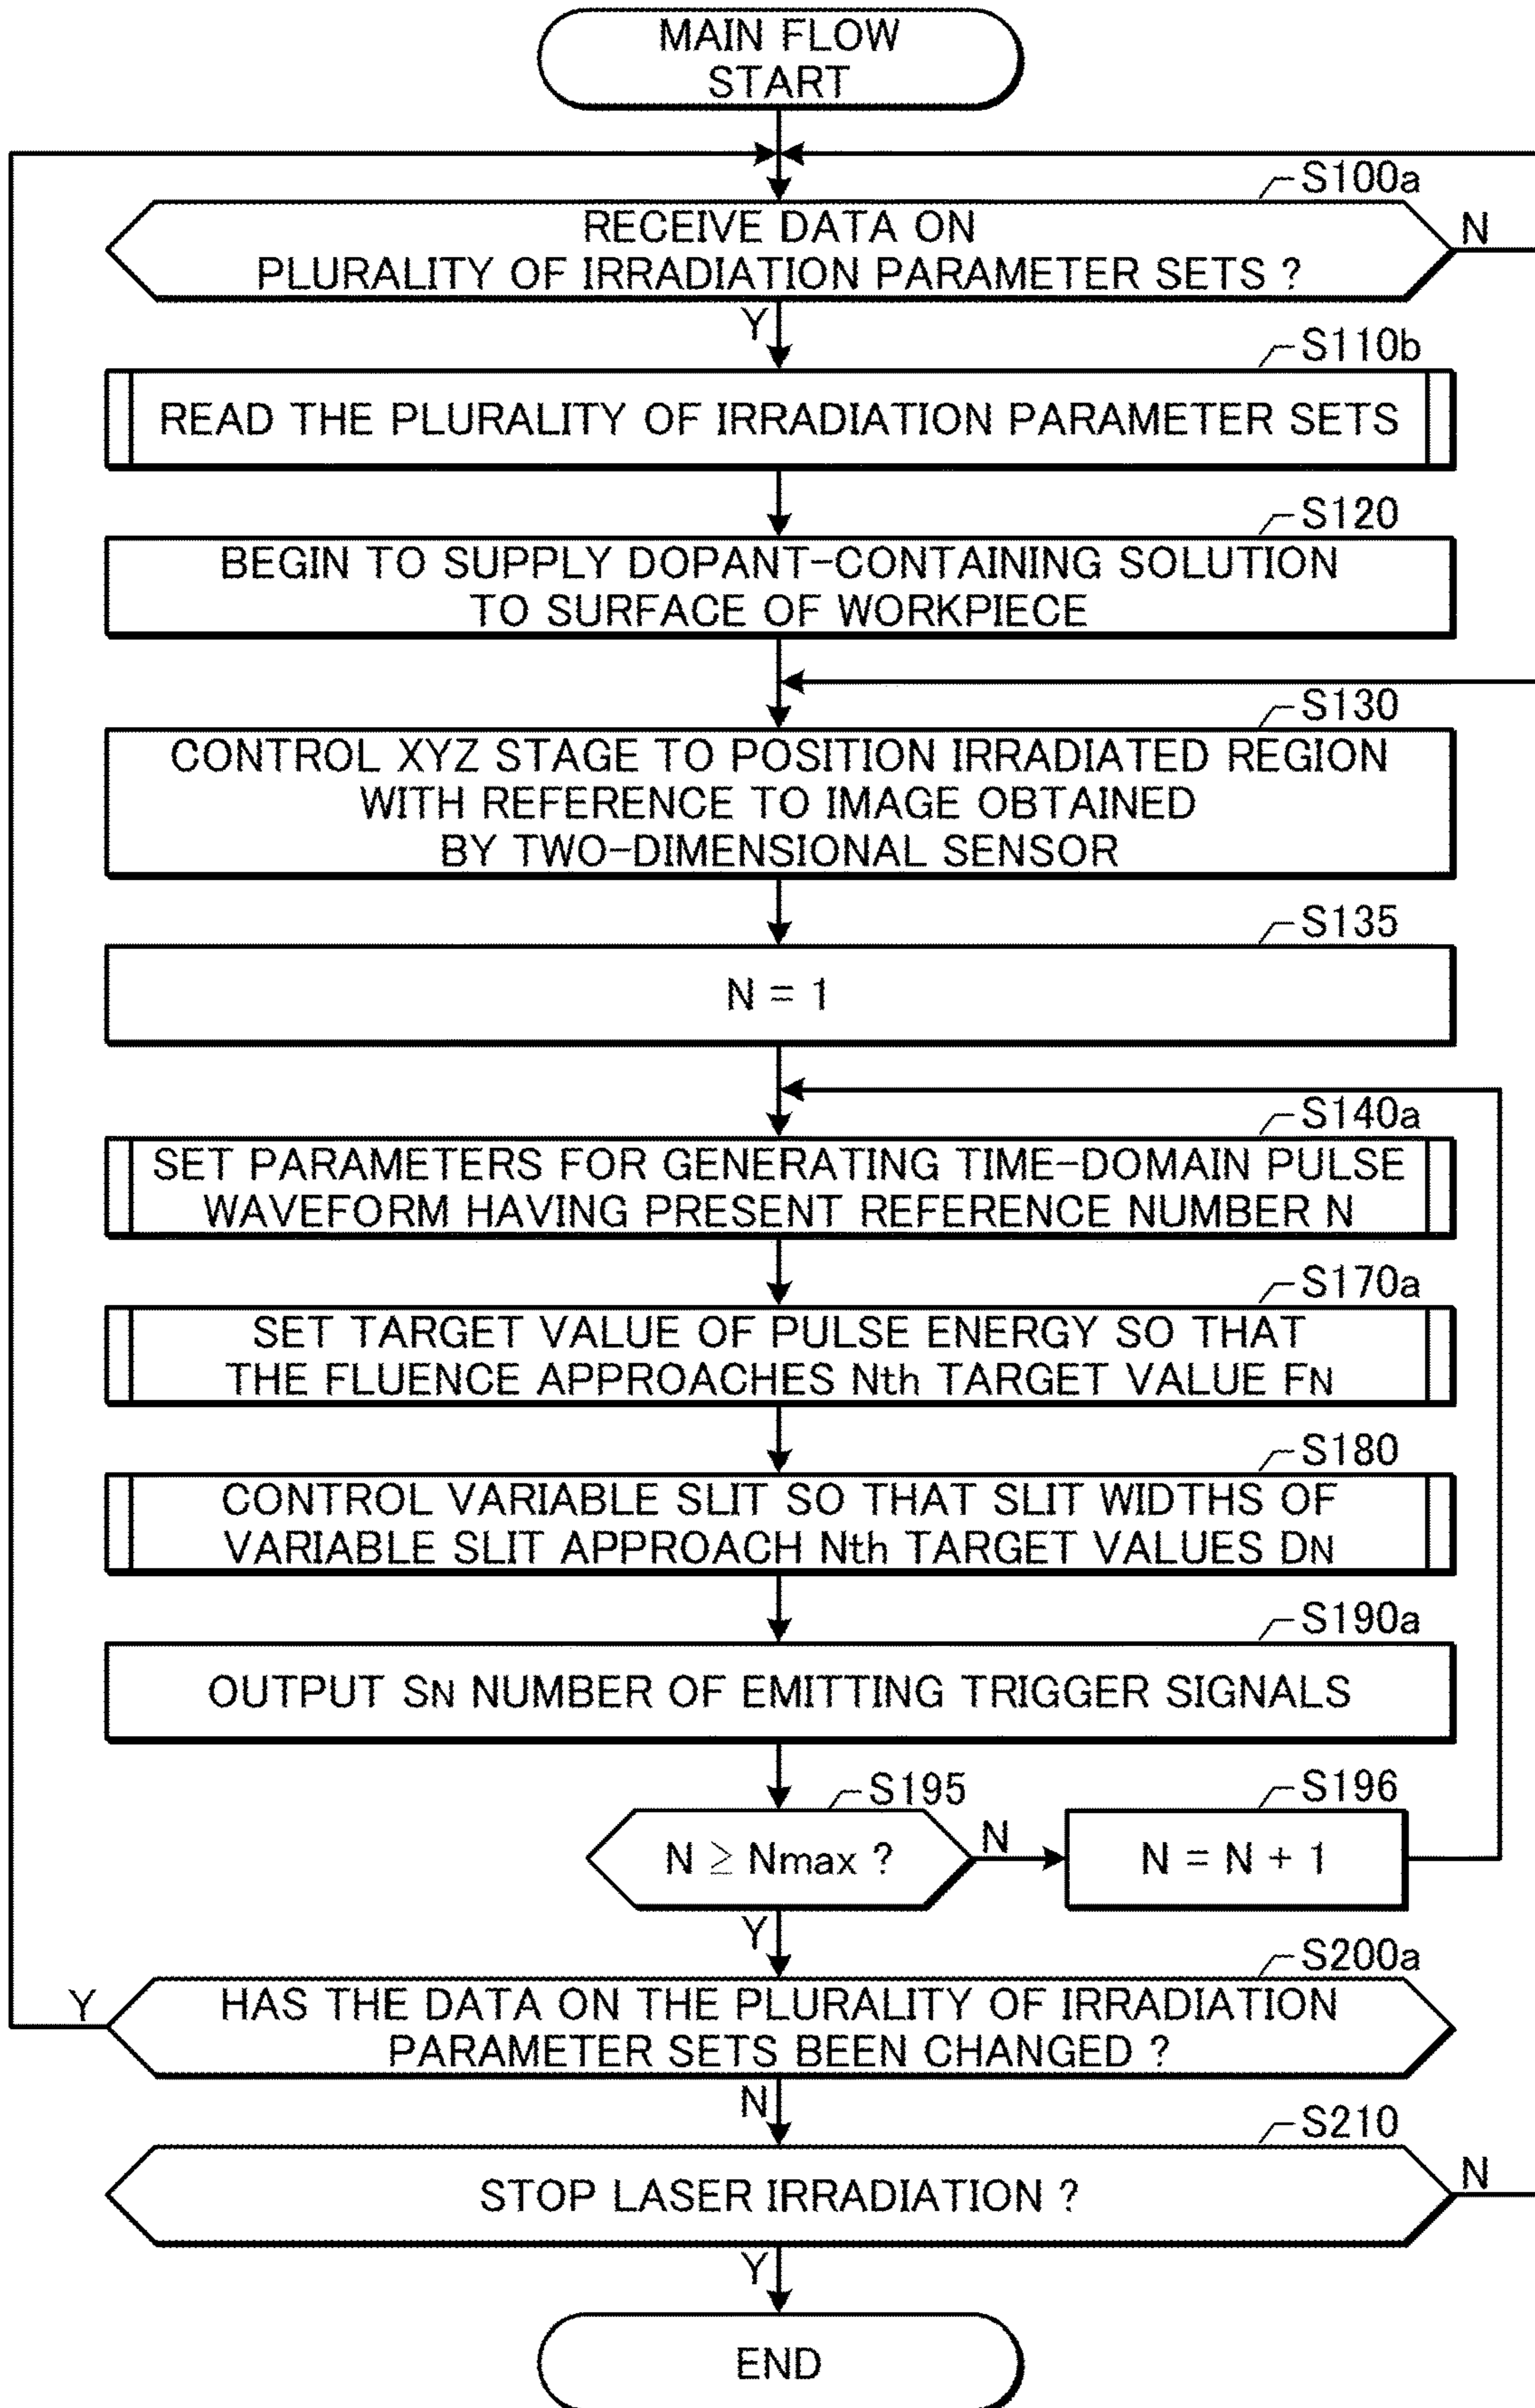 MAIN FLOW
START
S100a
RECEIVE DATA ON
PLURALITY OF IRRADIATION PARAMETER SETS ?
N
Y
S110b
READ THE PLURALITY OF IRRADIATION PARAMETER SETS
S120
BEGIN TO SUPPLY DOPANT-CONTAINING SOLUTION
TO SURFACE OF WORKPIECE
S130
CONTROL XYZ STAGE TO POSITION IRRADIATED REGION
WITH REFERENCE TO IMAGE OBTAINED
BY TWO-DIMENSIONAL SENSOR
S135
N = 1
S140a
SET PARAMETERS FOR GENERATING TIME-DOMAIN PULSE
WAVEFORM HAVING PRESENT REFERENCE NUMBER N
S170a
SET TARGET VALUE OF PULSE ENERGY SO THAT
THE FLUENCE APPROACHES Nth TARGET VALUE FN
S180
CONTROL VARIABLE SLIT SO THAT SLIT WIDTHS OF
VARIABLE SLIT APPROACH Nth TARGET VALUES DN
S190a
OUTPUT SN NUMBER OF EMITTING TRIGGER SIGNALS
S195
N ≥ Nmax ?
N
S196
N = N + 1
Y
S200a
HAS THE DATA ON THE PLURALITY OF IRRADIATION
PARAMETER SETS BEEN CHANGED ?
Y
N
S210
STOP LASER IRRADIATION ?
N
Y
END